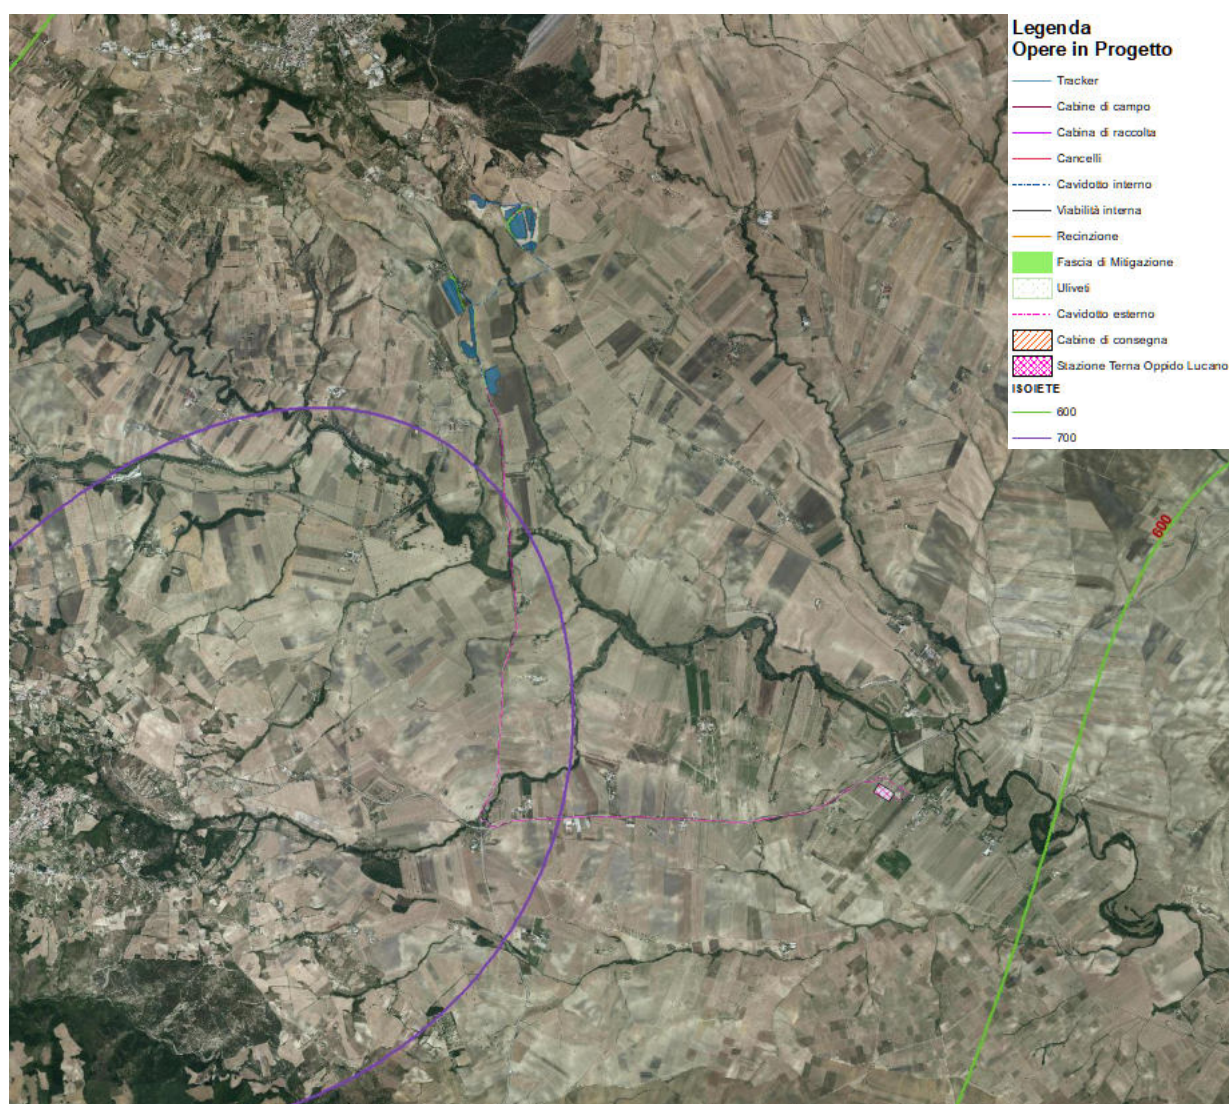 Legenda
Opere in Progetto
Tracker
Cabine di campo
Cabina di raccolta
Cancelli
Cavidotto interno
Viabilità interna
Recinzione
Fascia di Mitigazione
Uliveti
Cavidotto esterno
Cabine di consegna
Stazione Terna Oppido Lucano
ISOIETE
600
700
600